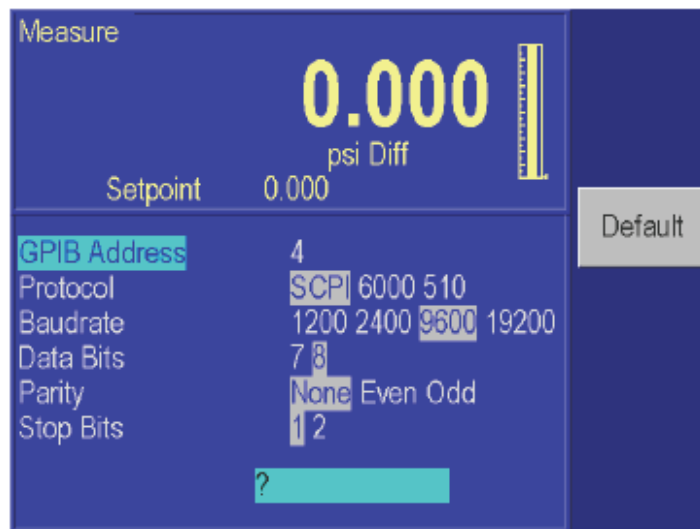 Measure
0.000
psi Diff
Setpoint 0.000
Default
GPIB Address 4
Protocol SCPI 6000 510
Baudrate 1200 2400 9600 19200
Data Bits 7 8
Parity None Even Odd
Stop Bits 1 2
?